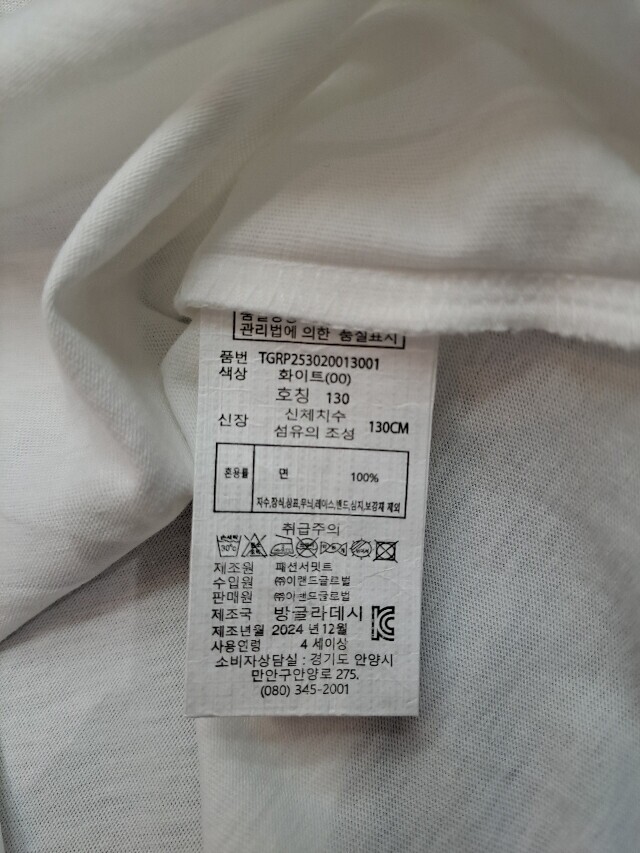 관리법에 의한 품질표시
품번 TGRP253020013001
색상 화이트(00)
호칭 130
신체치수
신장 130CM
섬유의 조성
혼용률 면 100%
자수,장식,상표,무늬,레이스,밴드,심지,보강재 제외
취급주의
손세탁 30°C
제조원 패션서밋트
수입원 ㈜이랜드글로벌
판매원 ㈜이랜드글로벌
제조국 방글라데시
제조년월 2024 년12월
사용연령 4 세이상
소비자상담실 : 경기도 안양시
만안구안양로 275.
(080) 345-2001